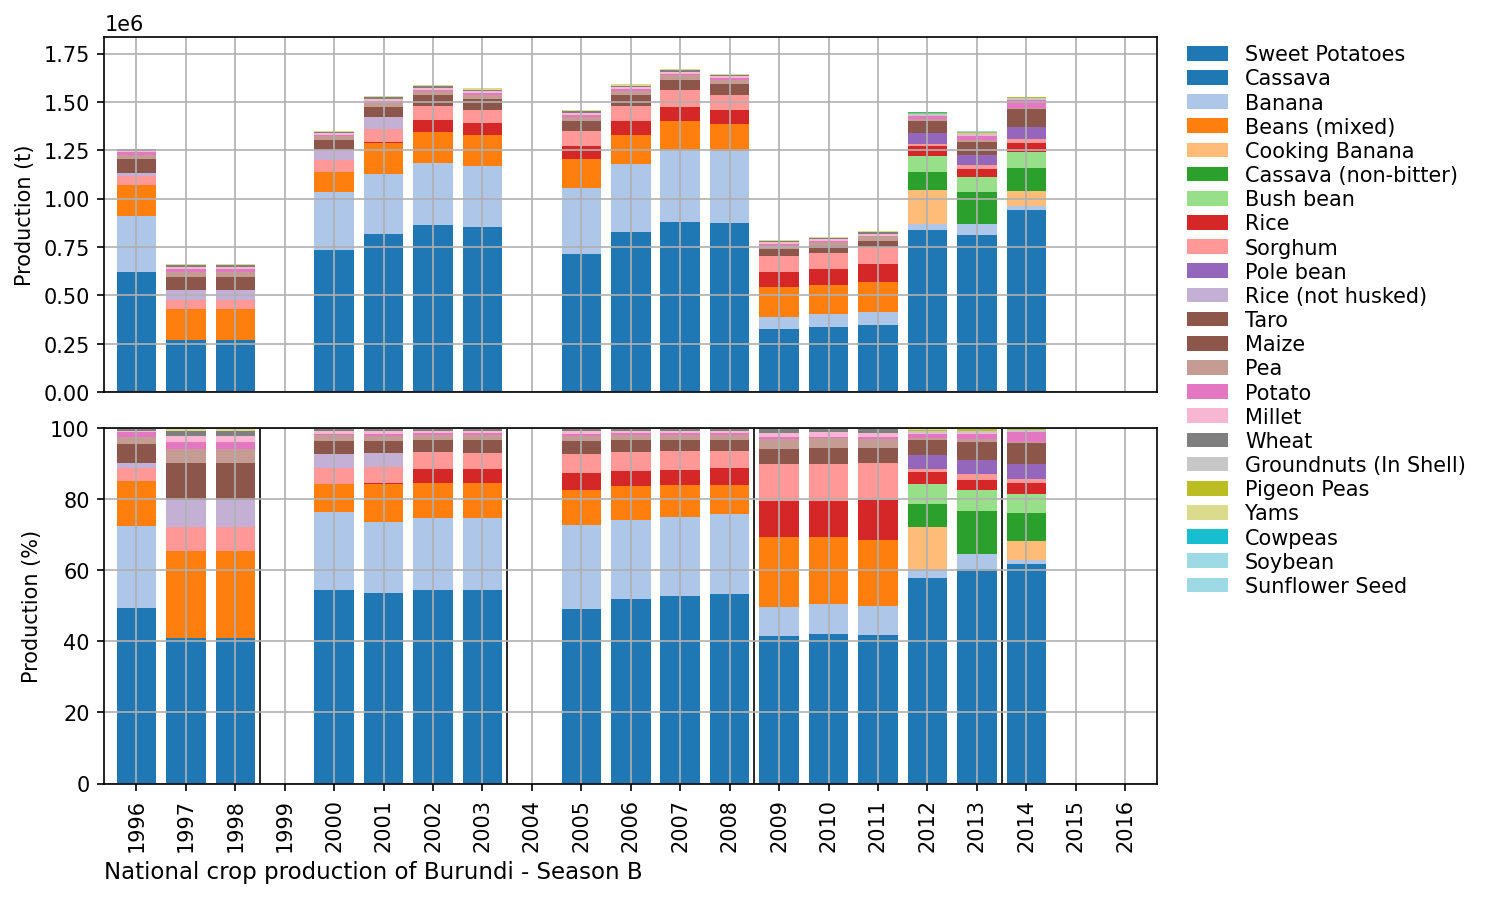 1e6
1.75
1.50
1.25
1.00
0.75
0.50
0.25
0.00
Production (t)
100
80
60
40
20
0
Production (%)
1996
1997
1998
1999
2000
2001
2002
2003
2004
2005
2006
2007
2008
2009
2010
2011
2012
2013
2014
2015
2016
National crop production of Burundi - Season B
Sweet Potatoes
Cassava
Banana
Beans (mixed)
Cooking Banana
Cassava (non-bitter)
Bush bean
Rice
Sorghum
Pole bean
Rice (not husked)
Taro
Maize
Pea
Potato
Millet
Wheat
Groundnuts (In Shell)
Pigeon Peas
Yams
Cowpeas
Soybean
Sunflower Seed